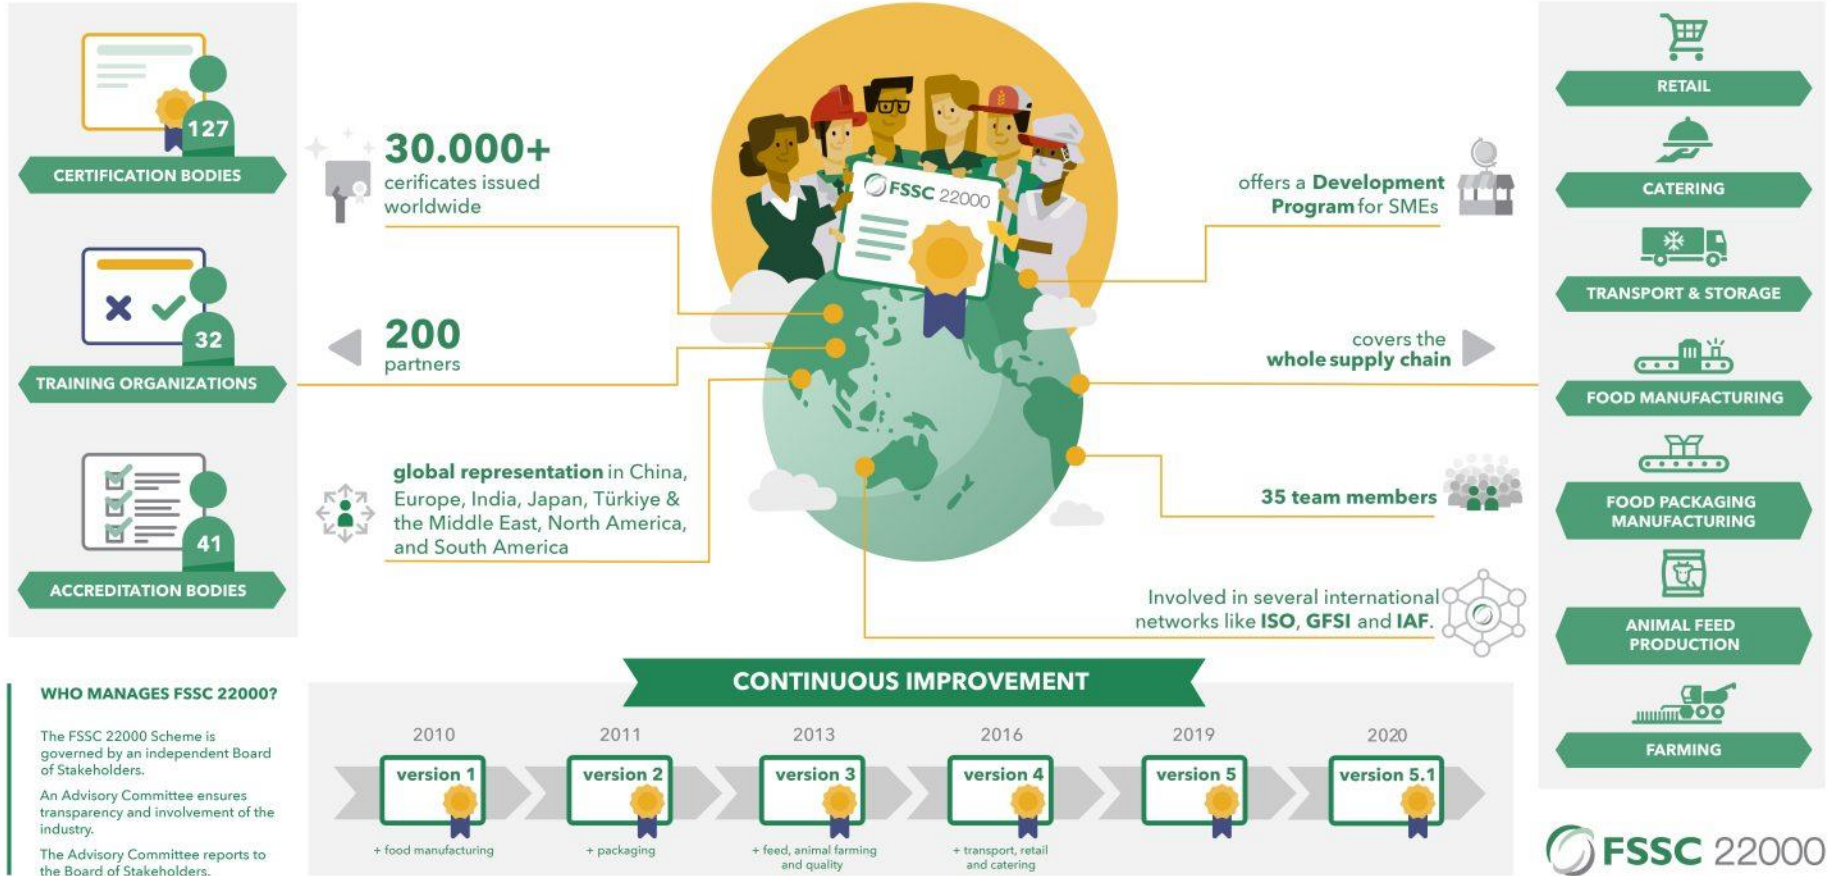 127
CERTIFICATION BODIES
32
TRAINING ORGANIZATIONS
41
ACCREDITATION BODIES
30.000+
cerificates issued
worldwide
200
partners
global representation in China,
Europe, India, Japan, Türkiye &
the Middle East, North America,
and South America
FSSC 22000
offers a Development
Program for SMEs
covers the
whole supply chain
35 team members
Involved in several international
networks like ISO, GFSI and IAF.
RETAIL
CATERING
TRANSPORT & STORAGE
FOOD MANUFACTURING
FOOD PACKAGING
MANUFACTURING
ANIMAL FEED
PRODUCTION
FARMING
WHO MANAGES FSSC 22000?
The FSSC 22000 Scheme is
governed by an independent Board
of Stakeholders.
An Advisory Committee ensures
transparency and involvement of the
industry.
The Advisory Committee reports to
the Board of Stakeholders.
CONTINUOUS IMPROVEMENT
2010
version 1
+ food manufacturing
2011
version 2
+ packaging
2013
version 3
+ feed, animal farming
and quality
2016
version 4
+ transport, retail
and catering
2019
version 5
2020
version 5.1
FSSC 22000